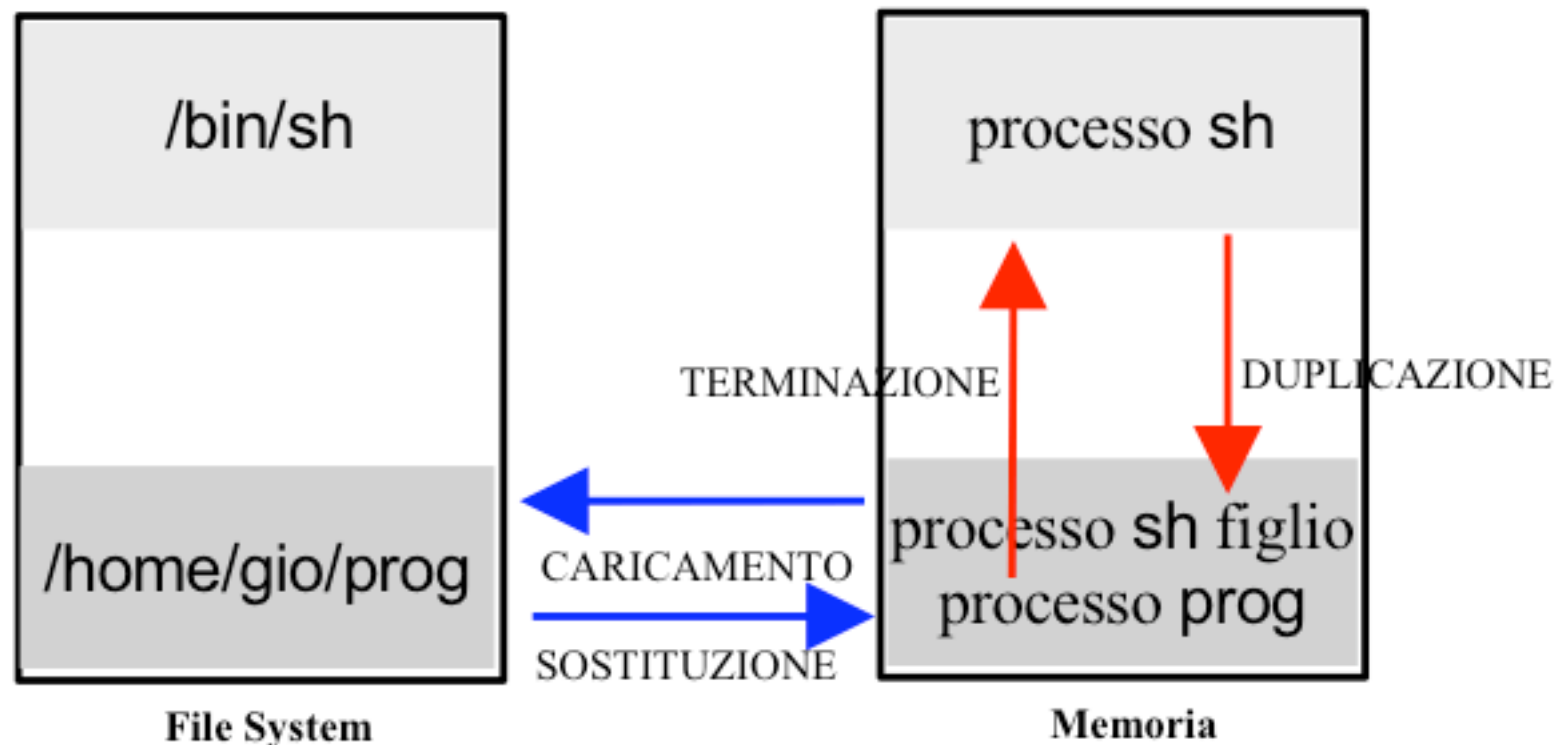 /bin/sh
processo sh
TERMINAZIONE
DUPLICAZIONE
/home/gio/prog
CARICAMENTO
SOSTITUZIONE
processo sh figlio
processo prog
File System
Memoria